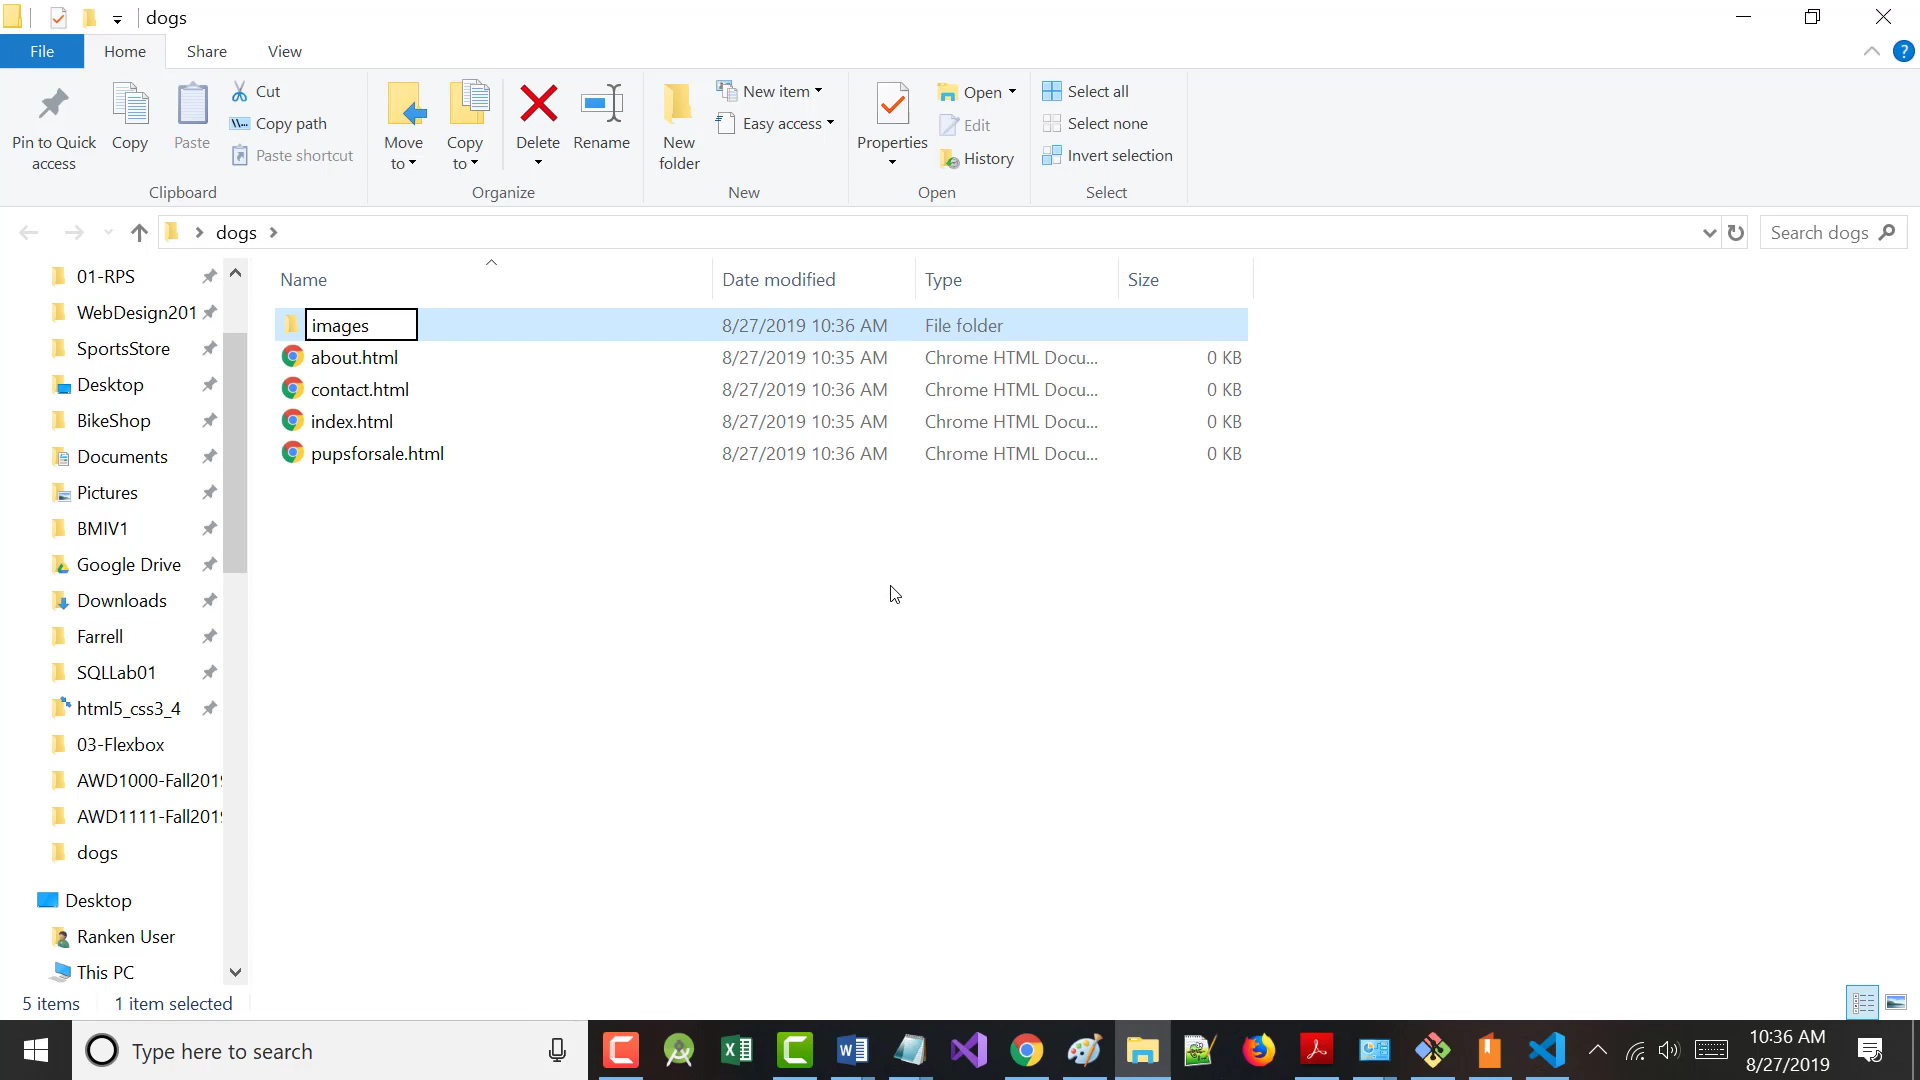 dogs
File Home Share View
Pin to Quick access
Copy
Paste
Cut
Copy path
Paste shortcut
Clipboard
Move to
Copy to
Delete
Rename
Organize
New folder
New item
Easy access
New
Properties
Open
Edit
History
Open
Select all
Select none
Invert selection
Select
dogs
Search dogs
Name Date modified Type Size
images 8/27/2019 10:36 AM File folder
about.html 8/27/2019 10:35 AM Chrome HTML Docu... 0 KB
contact.html 8/27/2019 10:36 AM Chrome HTML Docu... 0 KB
index.html 8/27/2019 10:35 AM Chrome HTML Docu... 0 KB
pupsforsale.html 8/27/2019 10:36 AM Chrome HTML Docu... 0 KB
01-RPS
WebDesign201
SportsStore
Desktop
BikeShop
Documents
Pictures
BMIV1
Google Drive
Downloads
Farrell
SQLLab01
html5_css3_4
03-Flexbox
AWD1000-Fall2019
AWD1111-Fall2019
dogs
Desktop
Ranken User
This PC
5 items 1 item selected
Type here to search
10:36 AM
8/27/2019